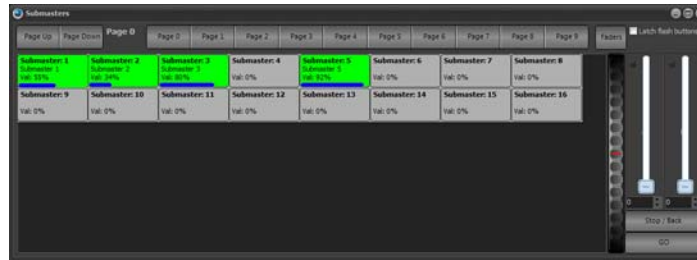 Submasters
Page Up Page Down Page 0 Page 0 Page 1 Page 2 Page 3 Page 4 Page 5 Page 6 Page 7 Page 8 Page 9 Faders Latch flash buttons
Submaster: 1 Submaster: 2 Submaster: 3 Submaster: 4 Submaster: 5 Submaster: 6 Submaster: 7 Submaster: 8
Submaster 1 Submaster 2 Submaster 3 Submaster 5
Val: 55% Val: 34% Val: 80% Val: 0% Val: 92% Val: 0% Val: 0% Val: 0%
Submaster: 9 Submaster: 10 Submaster: 11 Submaster: 12 Submaster: 13 Submaster: 14 Submaster: 15 Submaster: 16
Val: 0% Val: 0% Val: 0% Val: 0% Val: 0% Val: 0% Val: 0% Val: 0%
0 0
Stop / Back
GO